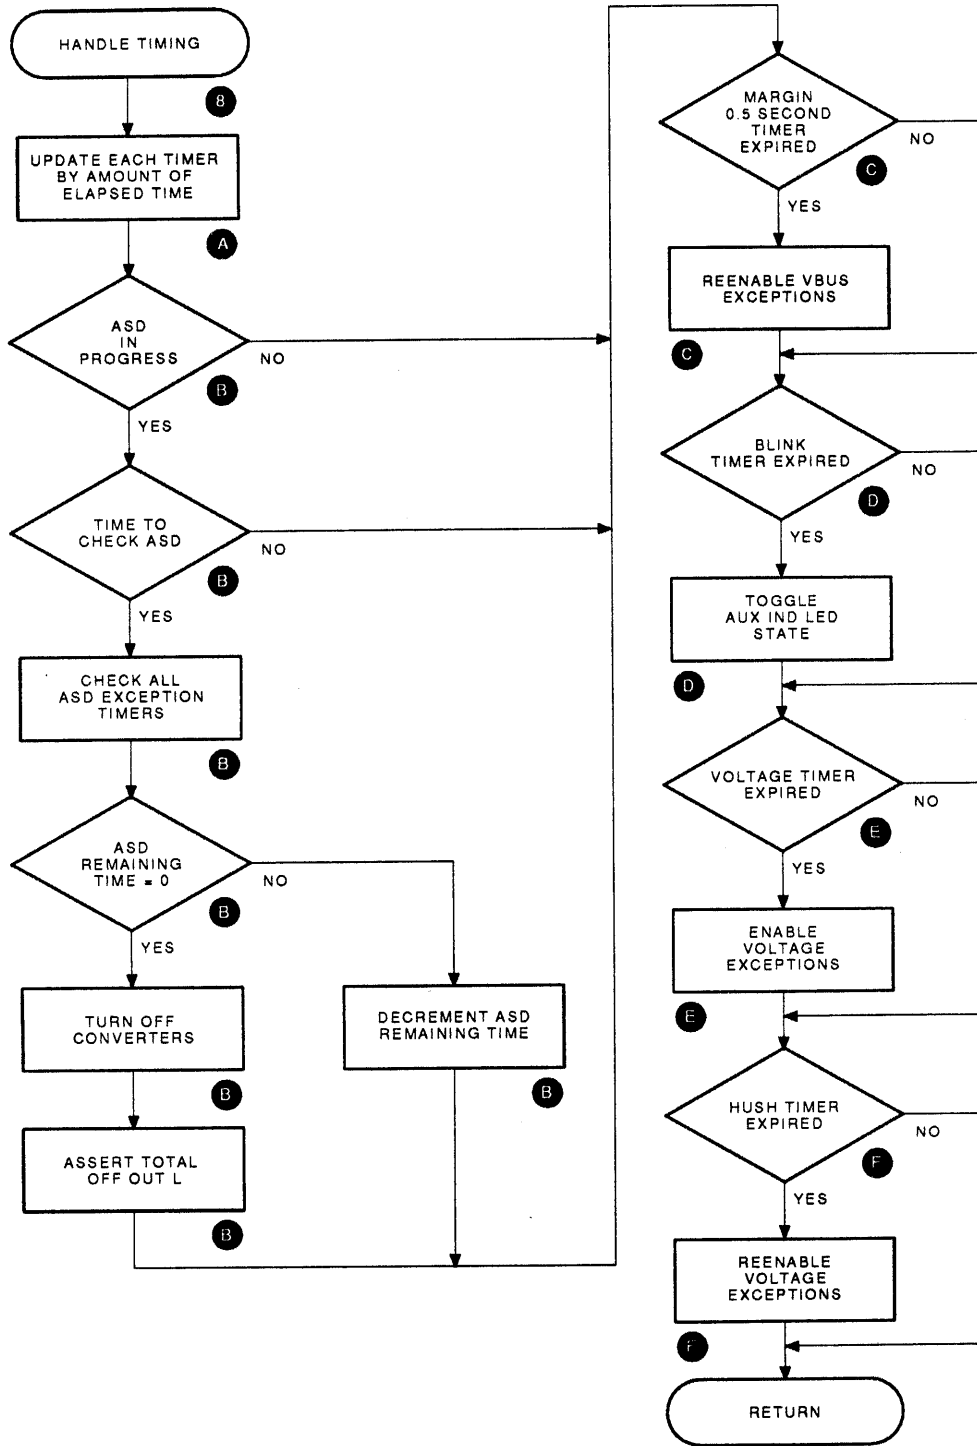 HANDLE TIMING
8
UPDATE EACH TIMER
BY AMOUNT OF
ELAPSED TIME
A
ASD
IN
PROGRESS
NO
B
YES
TIME TO
CHECK ASD
NO
B
YES
CHECK ALL
ASD EXCEPTION
TIMERS
B
ASD
REMAINING
TIME = 0
NO
B
YES
TURN OFF
CONVERTERS
B
DECREMENT ASD
REMAINING TIME
B
ASSERT TOTAL
OFF OUT L
B
MARGIN
0.5 SECOND
TIMER
EXPIRED
NO
C
YES
REENABLE VBUS
EXCEPTIONS
C
BLINK
TIMER EXPIRED
NO
D
YES
TOGGLE
AUX IND LED
STATE
D
VOLTAGE TIMER
EXPIRED
NO
E
YES
ENABLE
VOLTAGE
EXCEPTIONS
E
HUSH TIMER
EXPIRED
NO
F
YES
REENABLE
VOLTAGE
EXCEPTIONS
F
RETURN